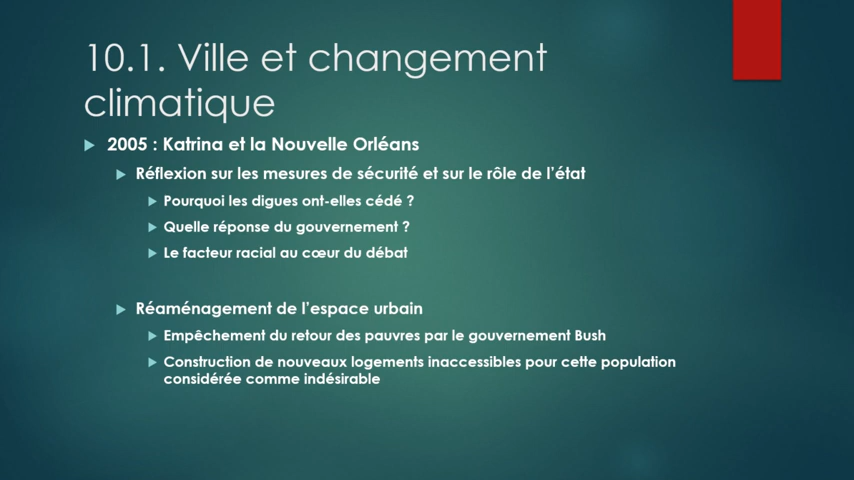 10.1. Ville et changement
climatique
2005 : Katrina et la Nouvelle Orléans
Réflexion sur les mesures de sécurité et sur le rôle de l'état
Pourquoi les digues ont-elles cédé ?
Quelle réponse du gouvernement ?
Le facteur racial au cœur du débat
Réaménagement de l'espace urbain
Empêchement du retour des pauvres par le gouvernement Bush
Construction de nouveaux logements inaccessibles pour cette population
considérée comme indésirable